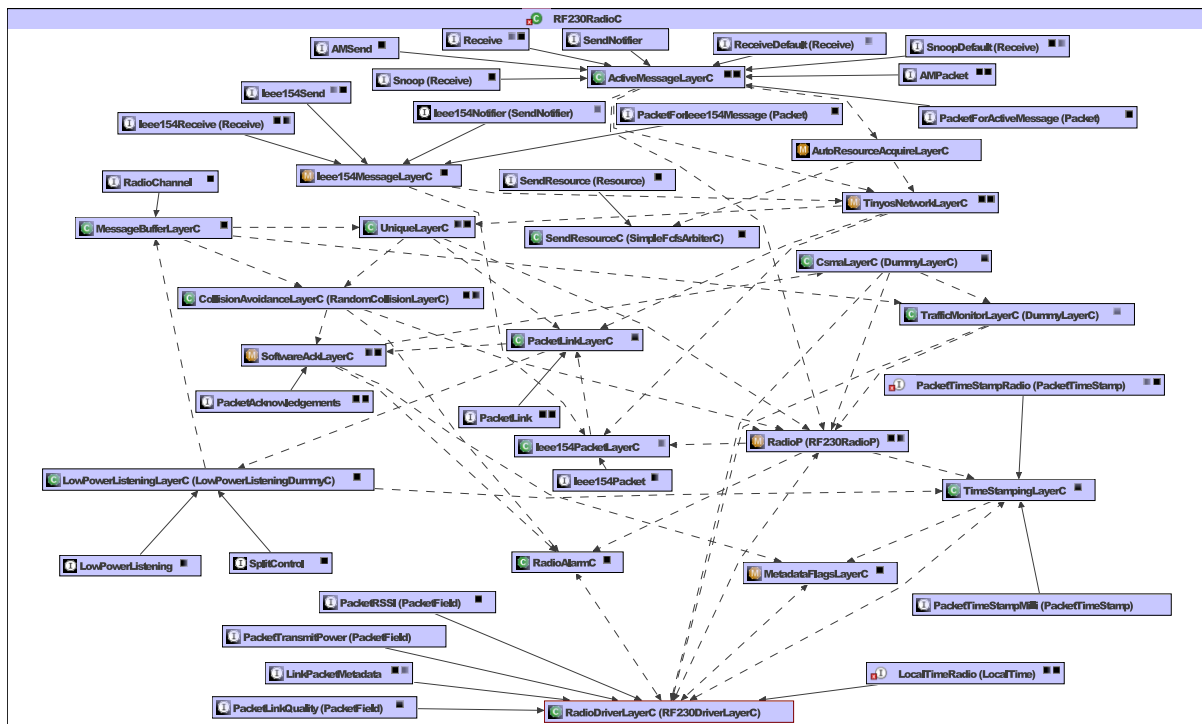 RF230RadioC
AMSend
Receive
SendNotifier
ReceiveDefault (Receive)
SnoopDefault (Receive)
Snoop (Receive)
ActiveMessageLayerC
AMPacket
Ieee154Send
Ieee154Notifier (SendNotifier)
PacketForIeee154Message (Packet)
PacketForActiveMessage (Packet)
Ieee154Receive (Receive)
AutoResourceAcquireLayerC
RadioChannel
Ieee154MessageLayerC
SendResource (Resource)
TinyosNetworkLayerC
MessageBufferLayerC
UniqueLayerC
SendResourceC (SimpleFcfsArbiterC)
CsmaLayerC (DummyLayerC)
CollisionAvoidanceLayerC (RandomCollisionLayerC)
TrafficMonitorLayerC (DummyLayerC)
SoftwareAckLayerC
PacketLinkLayerC
PacketTimeStampRadio (PacketTimeStamp)
PacketAcknowledgements
PacketLink
Ieee154PacketLayerC
RadioP (RF230RadioP)
LowPowerListeningLayerC (LowPowerListeningDummyC)
Ieee154Packet
TimeStampingLayerC
LowPowerListening
SplitControl
RadioAlarmC
MetadataFlagsLayerC
PacketRSSI (PacketField)
PacketTimeStampMilli (PacketTimeStamp)
PacketTransmitPower (PacketField)
LinkPacketMetadata
LocalTimeRadio (LocalTime)
PacketLinkQuality (PacketField)
RadioDriverLayerC (RF230DriverLayerC)